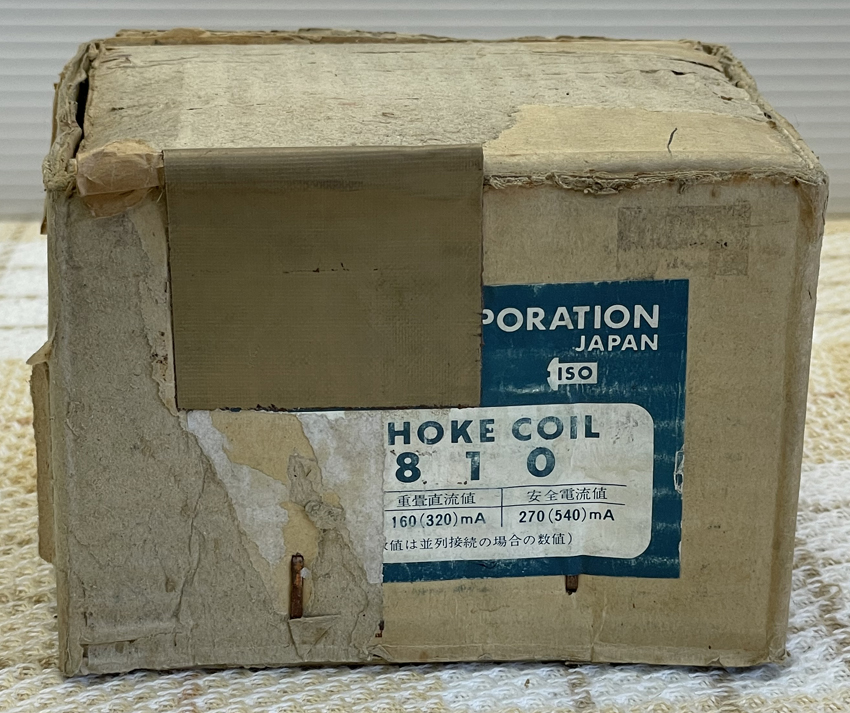 PORATION
JAPAN
ISO
HOKE COIL
8 1 0
重畳直流値 安全電流値
160(320)mA 270(540)mA
値は並列接続の場合の数値)